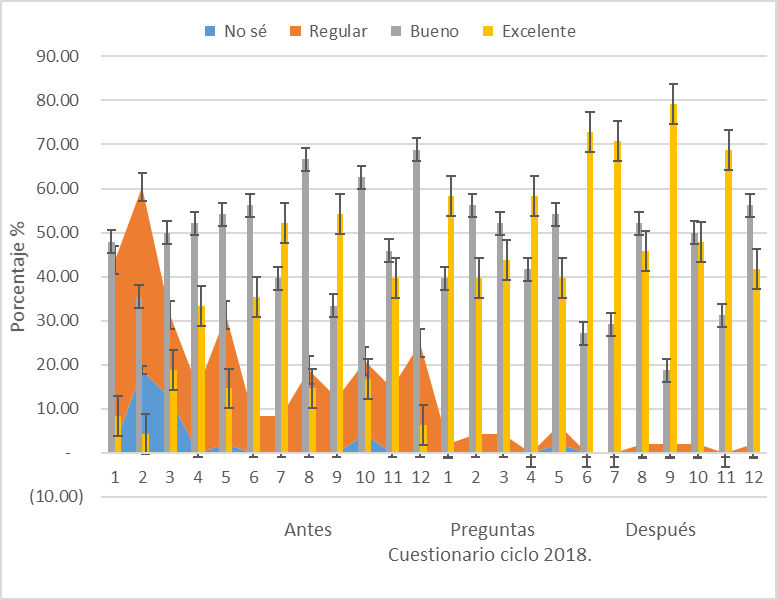 No sé Regular Bueno Excelente
90.00
80.00
70.00
60.00
50.00
40.00
30.00
20.00
10.00
-
(10.00)
Porcentaje %
1 2 3 4 5 6 7 8 9 10 11 12 1 2 3 4 5 6 7 8 9 10 11 12
Antes Preguntas Después
Cuestionario ciclo 2018.